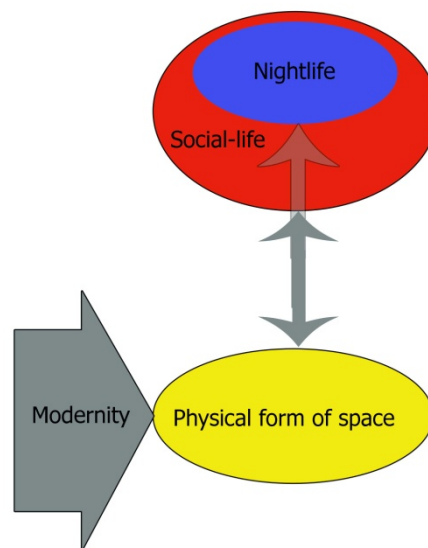 Nightlife
Social-life
Modernity
Physical form of space